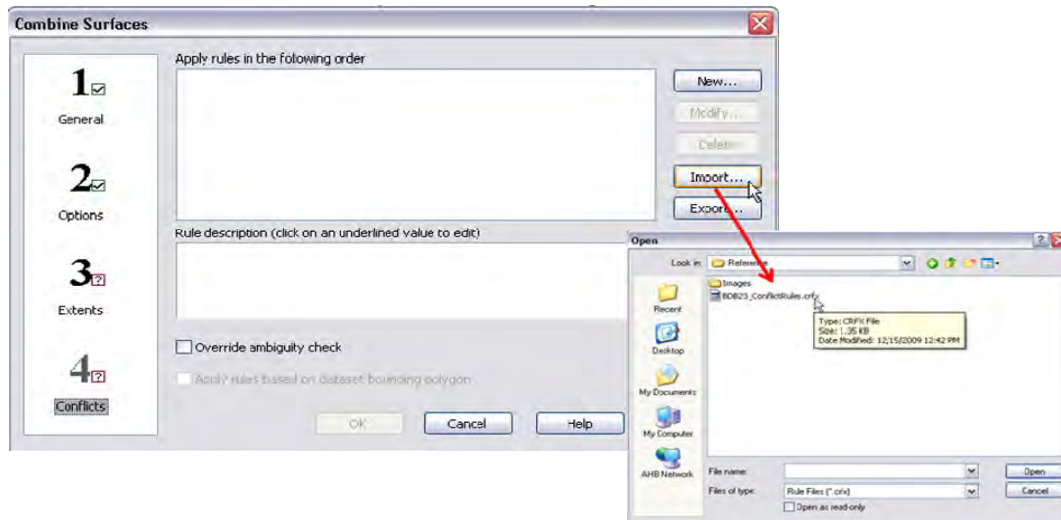 Combine Surfaces
Apply rules in the following order
1
General
2
Options
3
Extents
4
Conflicts
New...
Modify...
Delete
Import...
Export...
Rule description (click on an underlined value to edit)
Override ambiguity check
Apply rules based on dataset bounding polygon
OK
Cancel
Help
Open
Look in:
Reference
Images
BDB23_ConflictRules.crfx
Type: CRFX File
Size: 1.35 KB
Date Modified: 12/15/2009 12:42 PM
Recent
Desktop
My Documents
My Computer
AHB Network
File name:
Open
Files of type:
Rule Files (*.crfx)
Cancel
Open as read-only